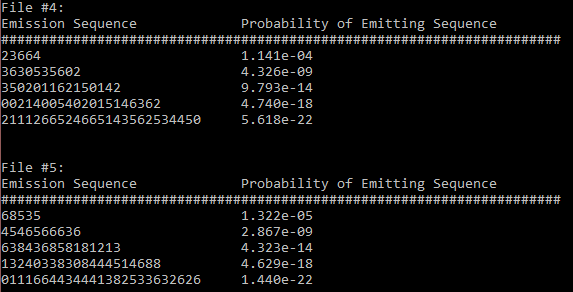 File #4:
Emission Sequence             Probability of Emitting Sequence
######################################################################
23664                         1.141e-04
3630535602                    4.326e-09
350201162150142               9.793e-14
00214005402015146362          4.740e-18
2111266524665143562534450     5.618e-22
File #5:
Emission Sequence             Probability of Emitting Sequence
######################################################################
68535                         1.322e-05
4546566636                    2.867e-09
638436858181213               4.323e-14
13240338308444514688          4.629e-18
0111664434441382533632626     1.440e-22